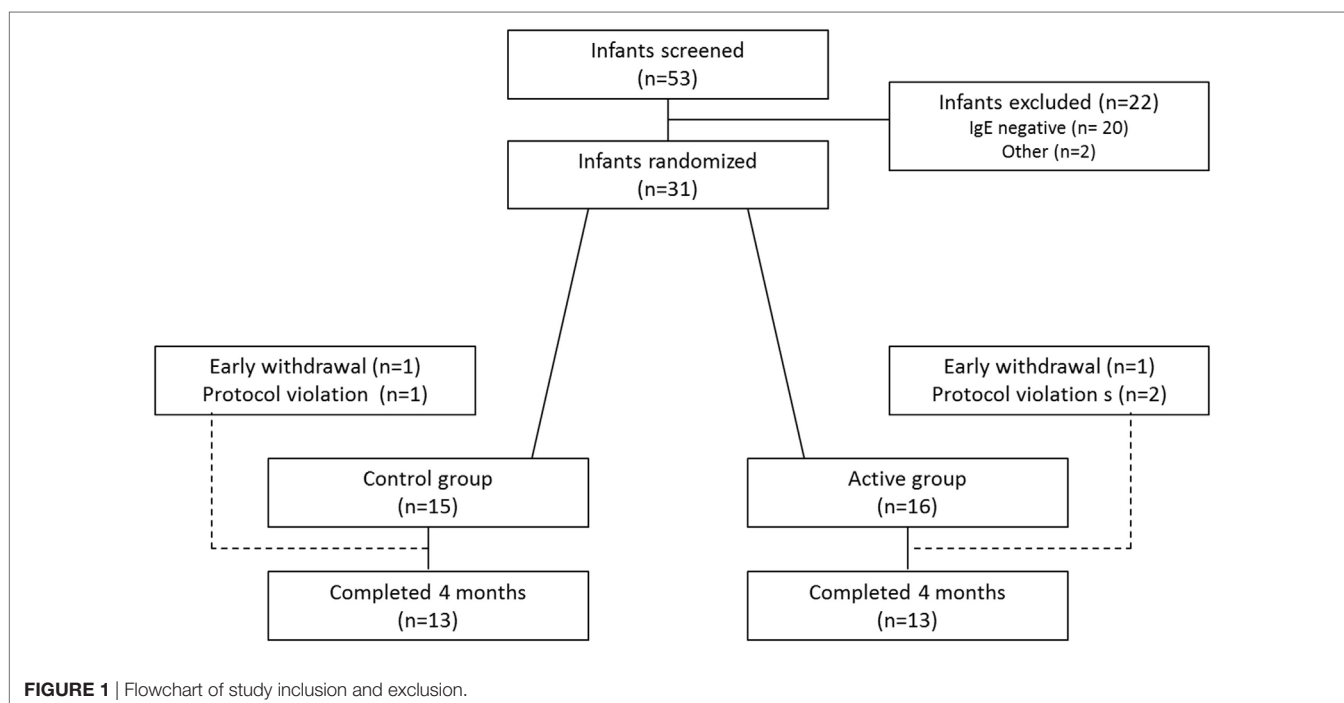 Infants screened
(n=53)
Infants excluded (n=22)
IgE negative (n= 20)
Other (n=2)
Infants randomized
(n=31)
Early withdrawal (n=1)
Protocol violation (n=1)
Early withdrawal (n=1)
Protocol violation s (n=2)
Control group
(n=15)
Active group
(n=16)
Completed 4 months
(n=13)
Completed 4 months
(n=13)
FIGURE 1 | Flowchart of study inclusion and exclusion.